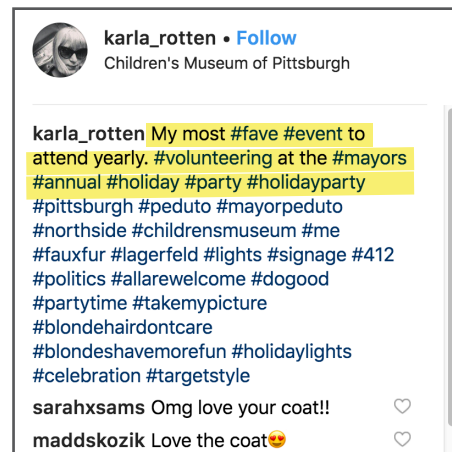 karla_rotten • Follow
Children's Museum of Pittsburgh
karla_rotten My most #fave #event to
attend yearly. #volunteering at the #mayors
#annual #holiday #party #holidayparty
#pittsburgh #peduto #mayorpeduto
#northside #childrensmuseum #me
#fauxfur #lagerfeld #lights #signage #412
#politics #allarewelcome #dogood
#partytime #takemypicture
#blondehairdontcare
#blondeshavemorefun #holidaylights
#celebration #targetstyle
sarahxsams Omg love your coat!!
maddskozik Love the coat😍